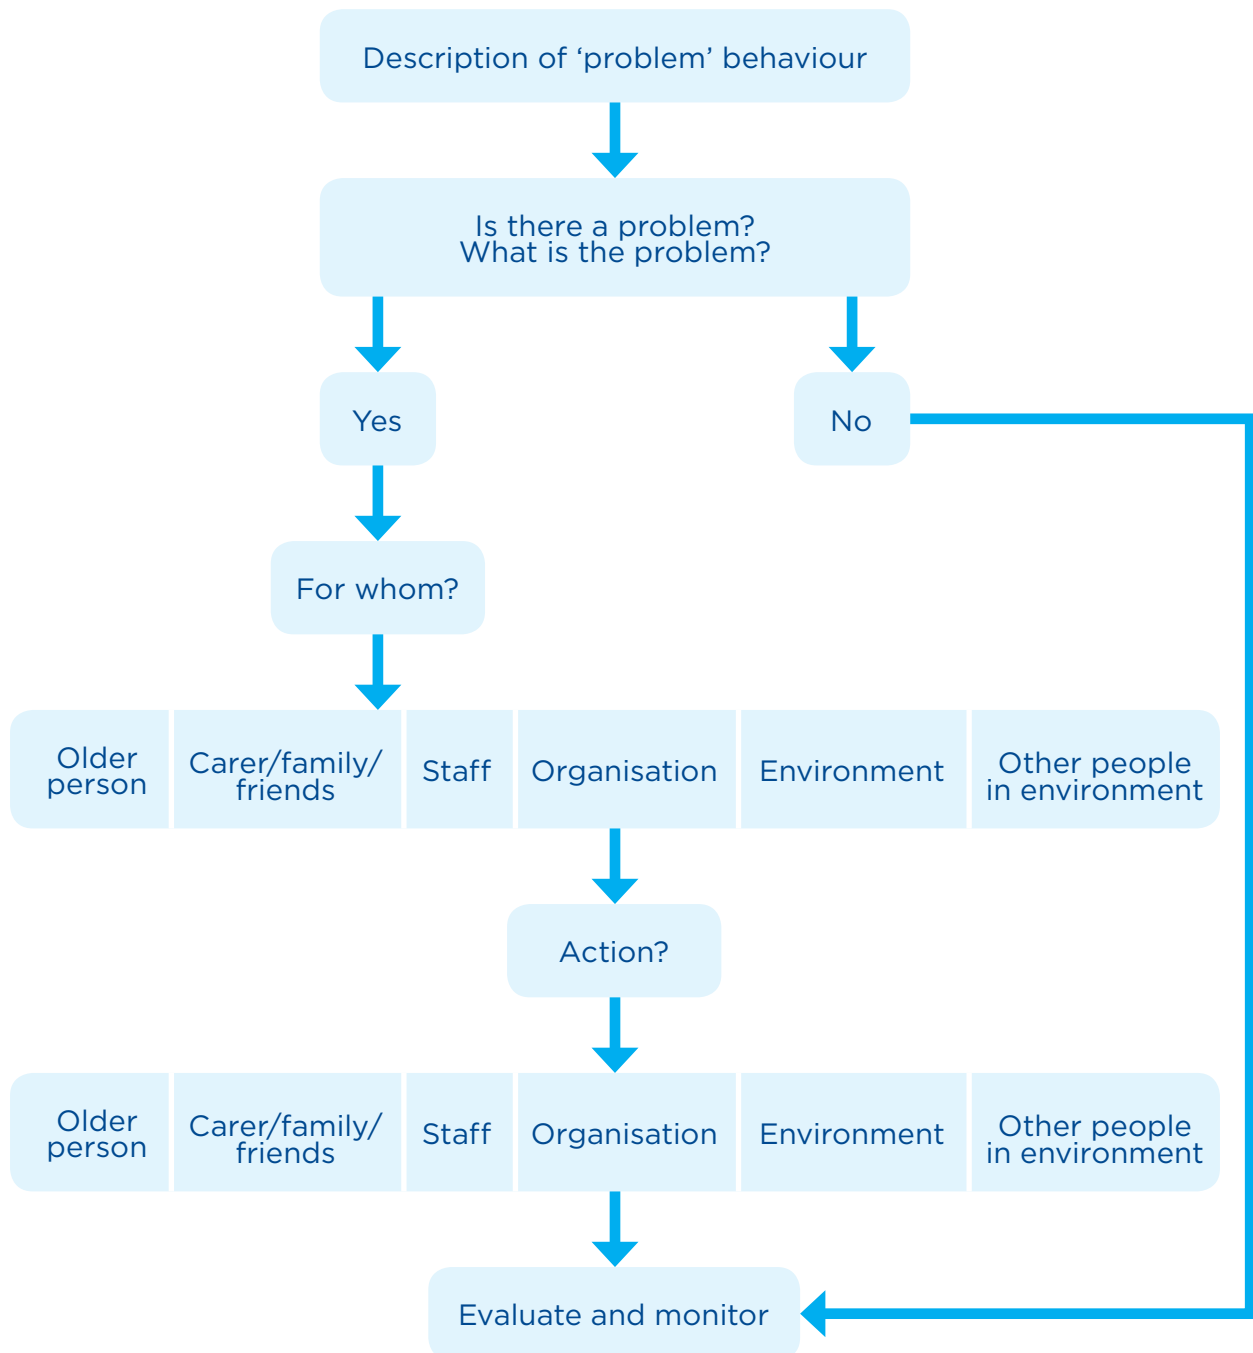 Description of ‘problem’ behaviour
Is there a problem?
What is the problem?
Yes
No
For whom?
Older
person
Carer/family/
friends
Staff
Organisation
Environment
Other people
in environment
Action?
Older
person
Carer/family/
friends
Staff
Organisation
Environment
Other people
in environment
Evaluate and monitor